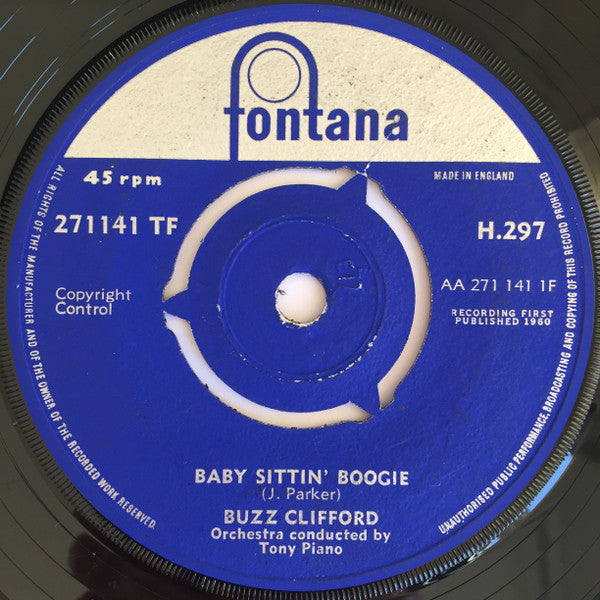 fontana
45 rpm
MADE IN ENGLAND
271141 TF
H.297
Copyright
Control
AA 271 141 1F
RECORDING FIRST
PUBLISHED 1960
BABY SITTIN' BOOGIE
(J. Parker)
BUZZ CLIFFORD
Orchestra conducted by
Tony Piano
ALL RIGHTS OF THE MANUFACTURER AND OF THE OWNER OF THE RECORDED WORK RESERVED.
UNAUTHORISED PUBLIC PERFORMANCE, BROADCASTING AND COPYING OF THIS RECORD PROHIBITED.